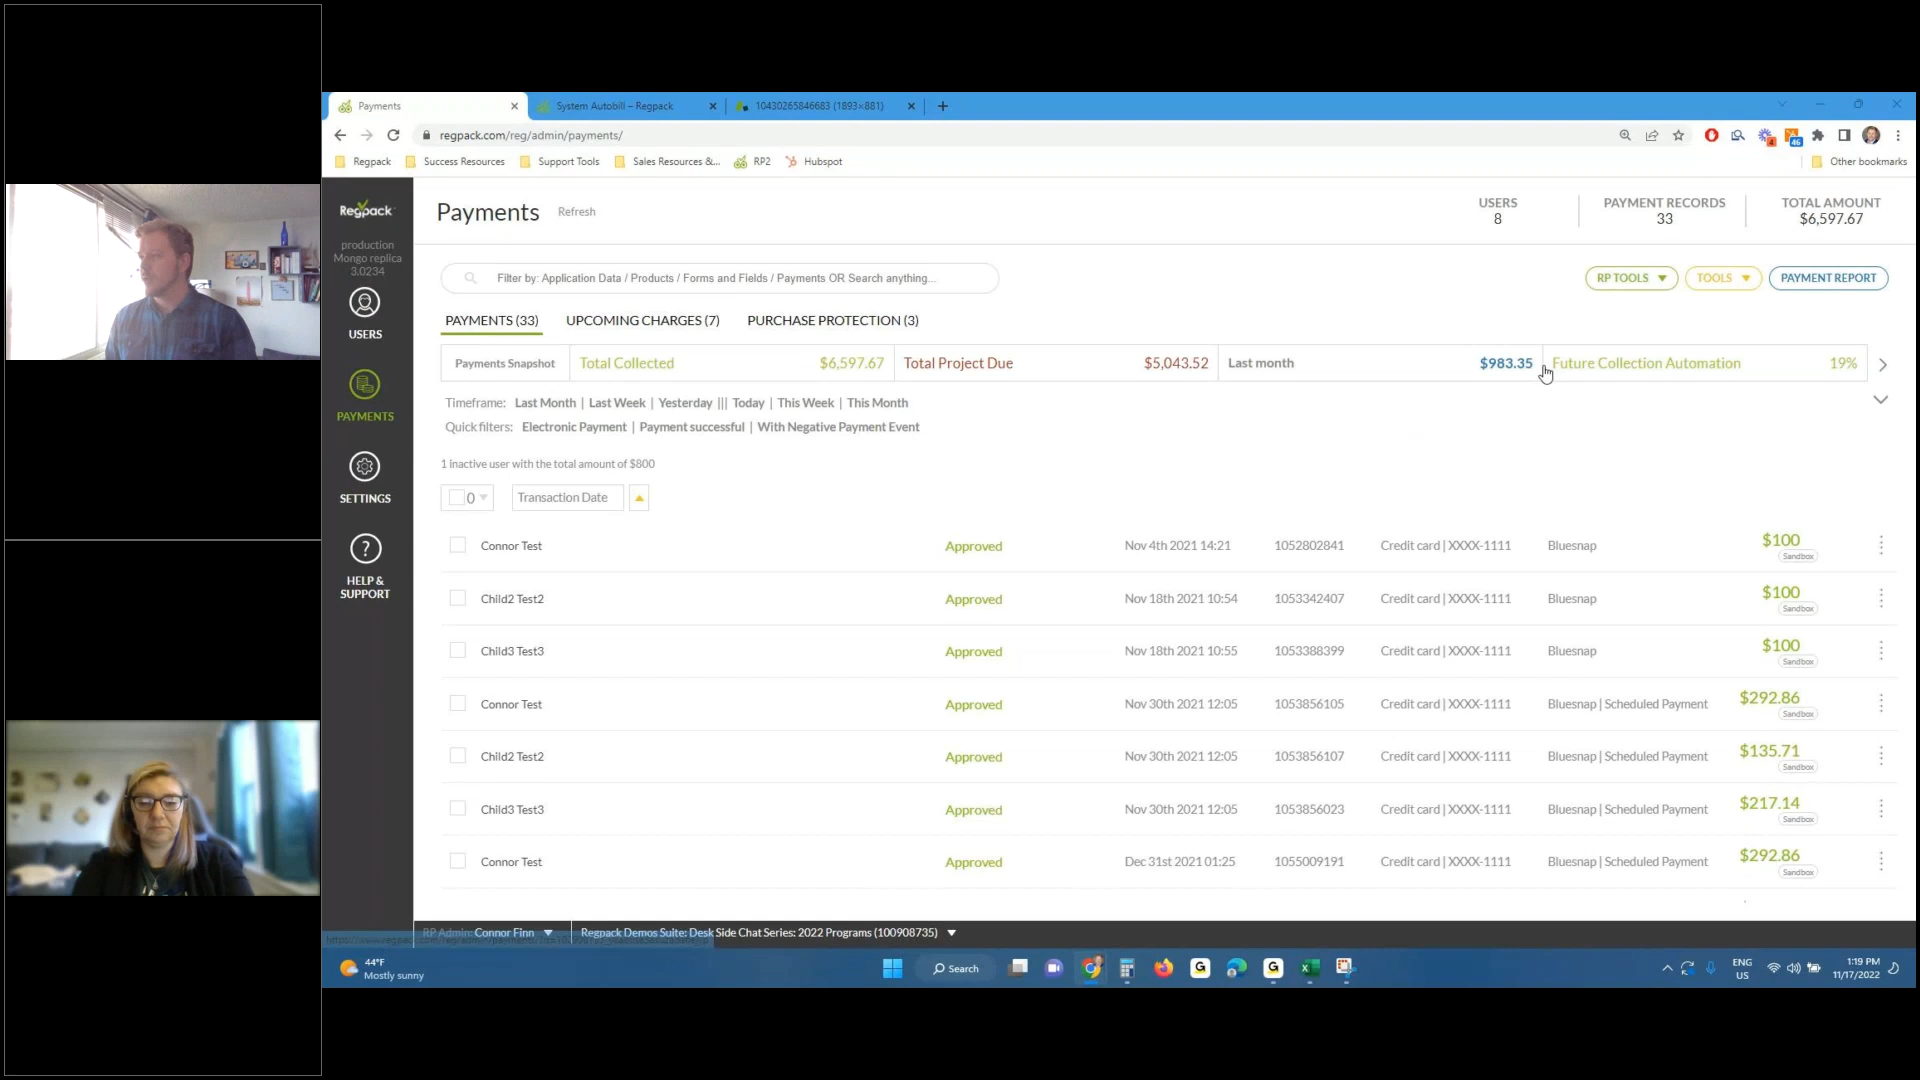 Payments
System Autobill – Regpack
10430265846683 (1893×881)
regpack.com/reg/admin/payments/
4
46
Regpack
Success Resources
Support Tools
Sales Resources &...
RP2
Hubspot
Other bookmarks
Regpack
production
Mongo replica
3.0234
USERS
PAYMENTS
SETTINGS
HELP &
SUPPORT
Payments Refresh
USERS
8
PAYMENT RECORDS
33
TOTAL AMOUNT
$6,597.67
Filter by: Application Data / Products / Forms and Fields / Payments OR Search anything...
RP TOOLS
TOOLS
PAYMENT REPORT
PAYMENTS (33) UPCOMING CHARGES (7) PURCHASE PROTECTION (3)
Payments Snapshot Total Collected $6,597.67 Total Project Due $5,043.52 Last month $983.35 Future Collection Automation 19%
Timeframe: Last Month | Last Week | Yesterday ||| Today | This Week | This Month
Quick filters: Electronic Payment | Payment successful | With Negative Payment Event
1 inactive user with the total amount of $800
0 Transaction Date
Connor Test Approved Nov 4th 2021 14:21 1052802841 Credit card | XXXX-1111 Bluesnap $100
Sandbox
Child2 Test2 Approved Nov 18th 2021 10:54 1053342407 Credit card | XXXX-1111 Bluesnap $100
Sandbox
Child3 Test3 Approved Nov 18th 2021 10:55 1053388399 Credit card | XXXX-1111 Bluesnap $100
Sandbox
Connor Test Approved Nov 30th 2021 12:05 1053856105 Credit card | XXXX-1111 Bluesnap | Scheduled Payment $292.86
Sandbox
Child2 Test2 Approved Nov 30th 2021 12:05 1053856107 Credit card | XXXX-1111 Bluesnap | Scheduled Payment $135.71
Sandbox
Child3 Test3 Approved Nov 30th 2021 12:05 1053856023 Credit card | XXXX-1111 Bluesnap | Scheduled Payment $217.14
Sandbox
Connor Test Approved Dec 31st 2021 01:25 1055009191 Credit card | XXXX-1111 Bluesnap | Scheduled Payment $292.86
Sandbox
RP Admin: Connor Finn Regpack Demos Suite: Desk Side Chat Series: 2022 Programs (100908735)
44°F
Mostly sunny
Search
ENG
US
1:19 PM
11/17/2022